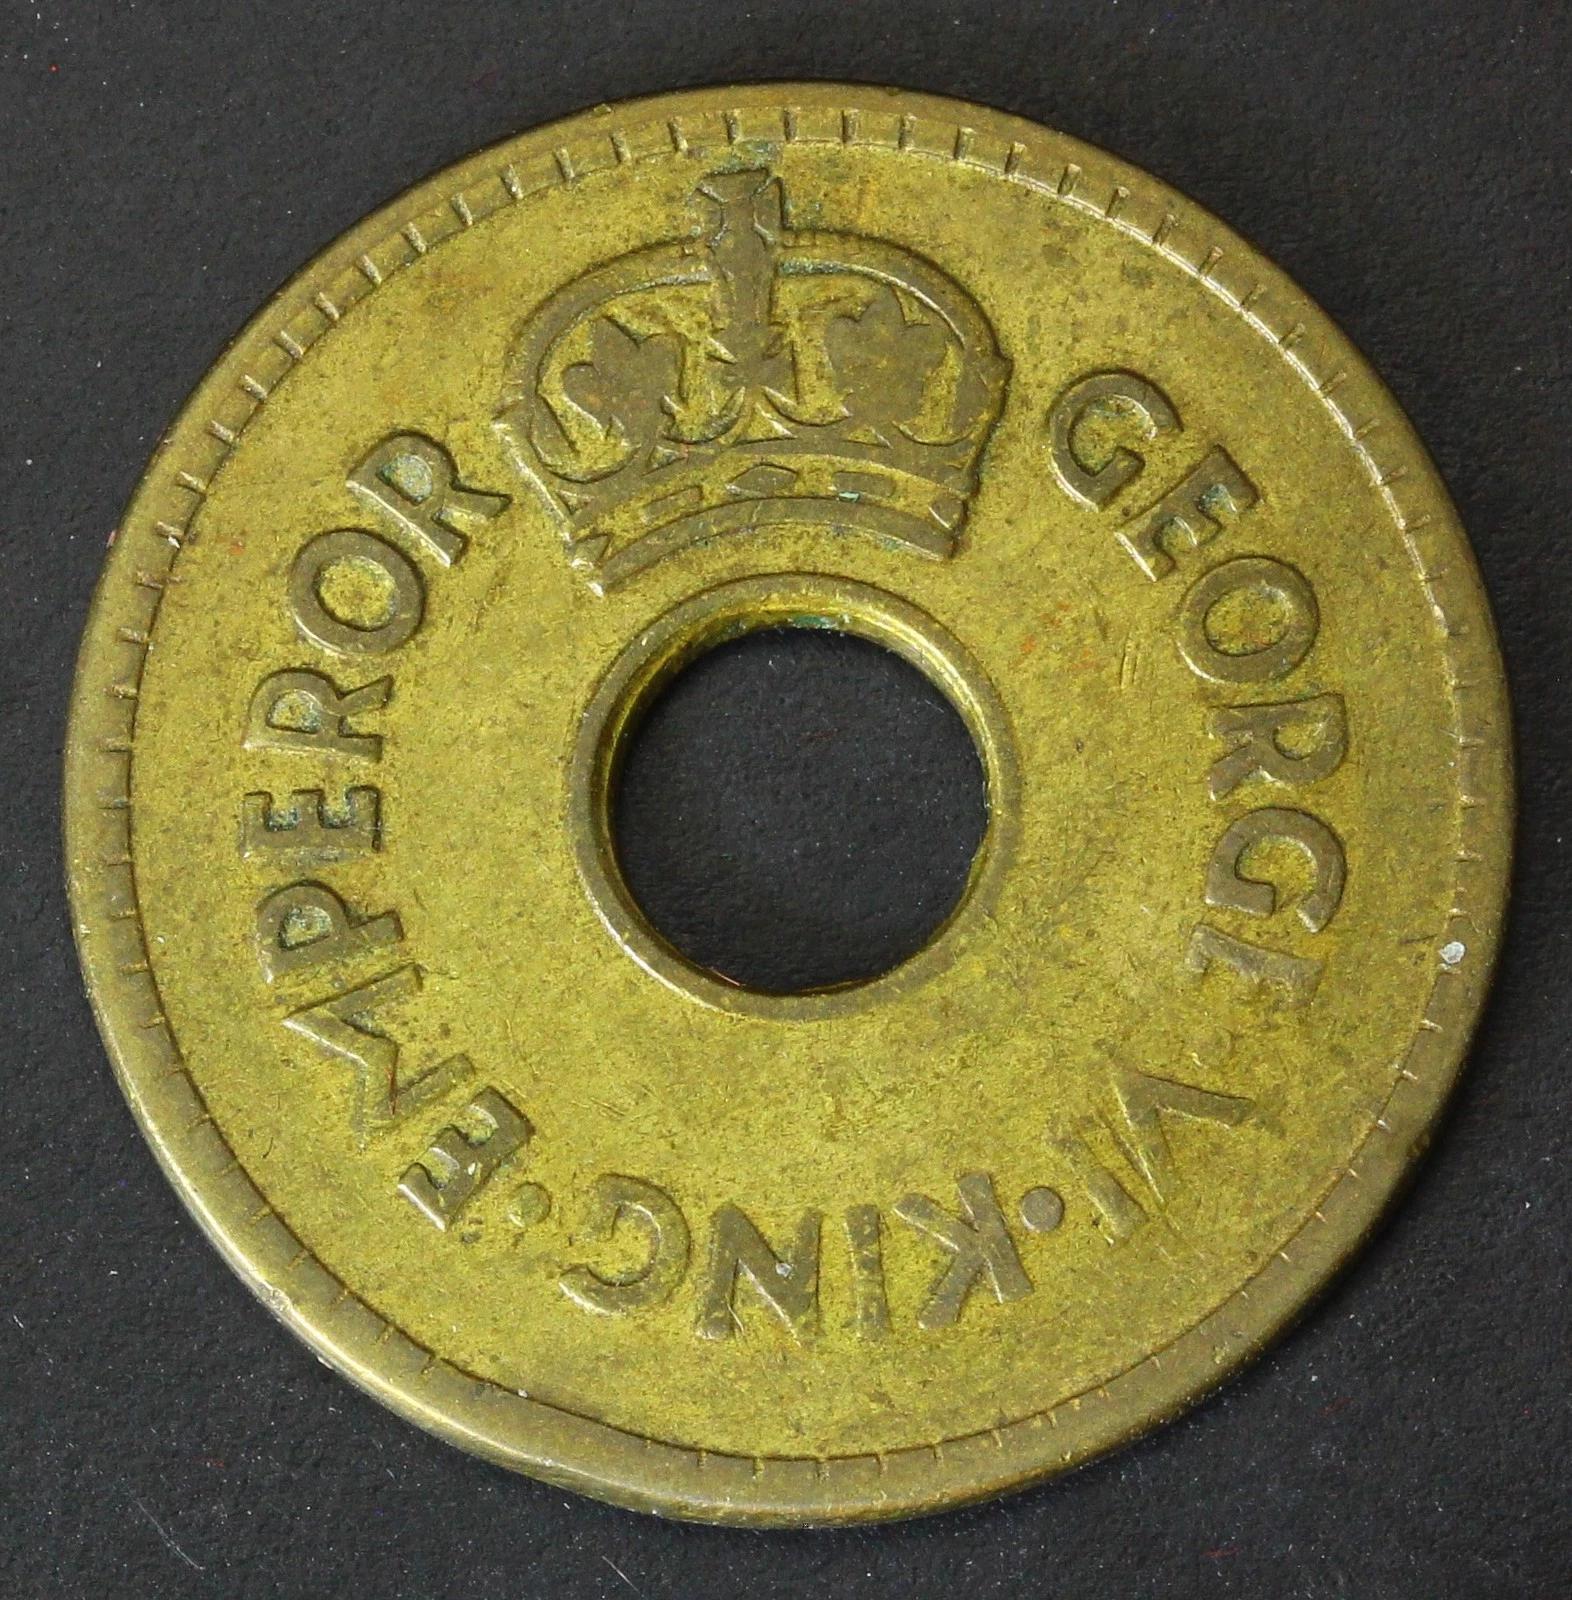 GEORGE VI · KING · EMPEROR